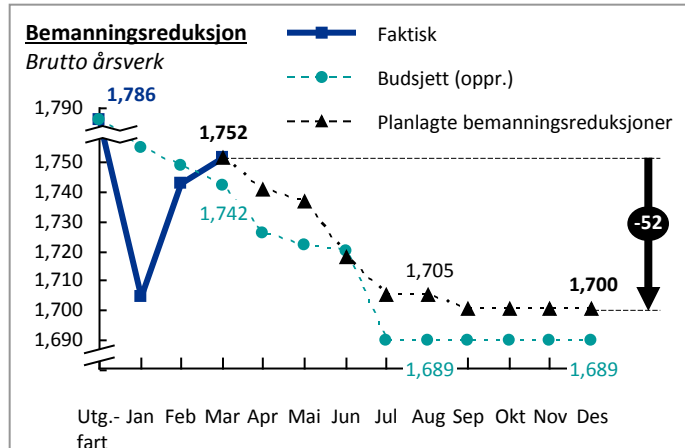 Bemanningsreduksjon
Brutto årsverk
Faktisk
Budsjett (oppr.)
Planlagte bemanningsreduksjoner
1,790
1,750
1,740
1,730
1,720
1,710
1,700
1,690
1,786
1,752
1,742
1,705
1,700
1,689
1,689
-52
Utg.- Jan Feb Mar Apr Mai Jun Jul Aug Sep Okt Nov Des
fart